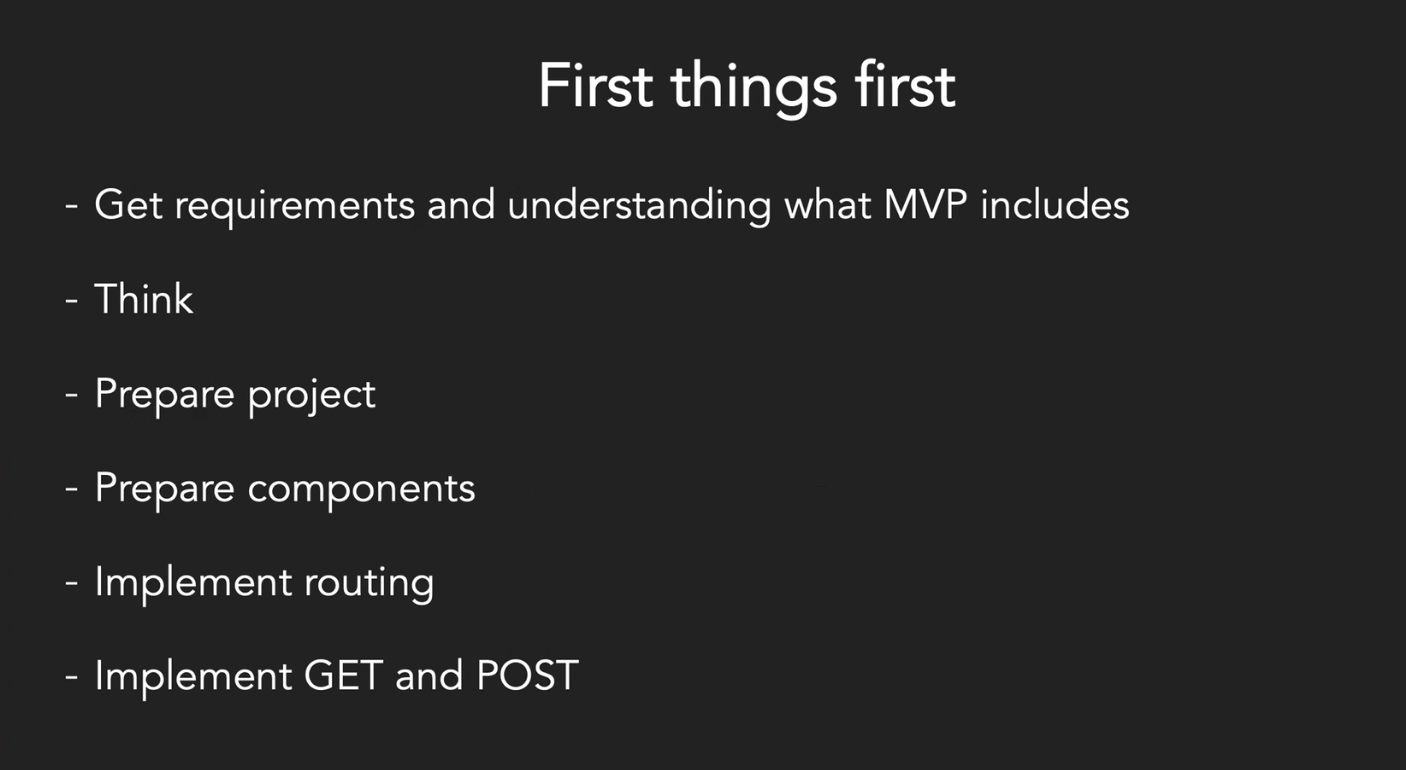 First things first
- Get requirements and understanding what MVP includes
- Think
- Prepare project
- Prepare components
- Implement routing
- Implement GET and POST